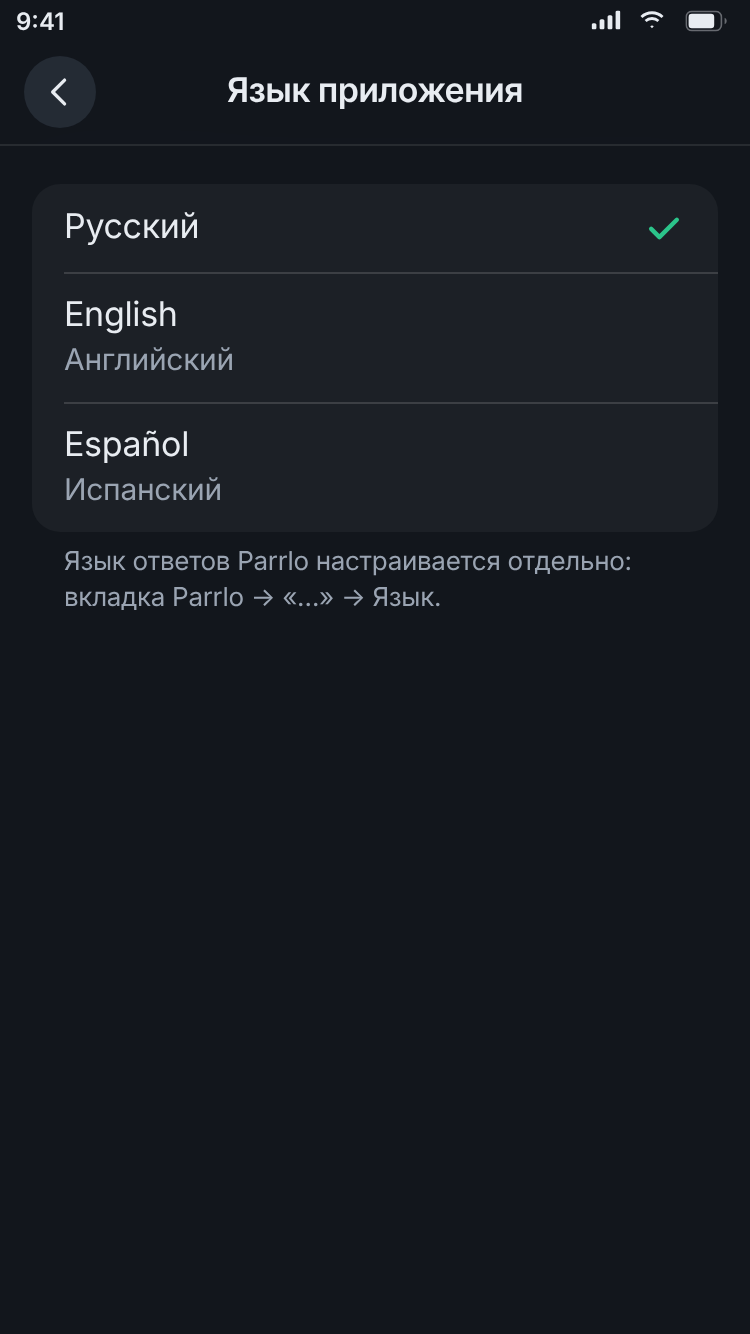 9:41
Язык приложения
Русский
English
Английский
Español
Испанский
Язык ответов Parrlo настраивается отдельно:
вкладка Parrlo → «...» → Язык.